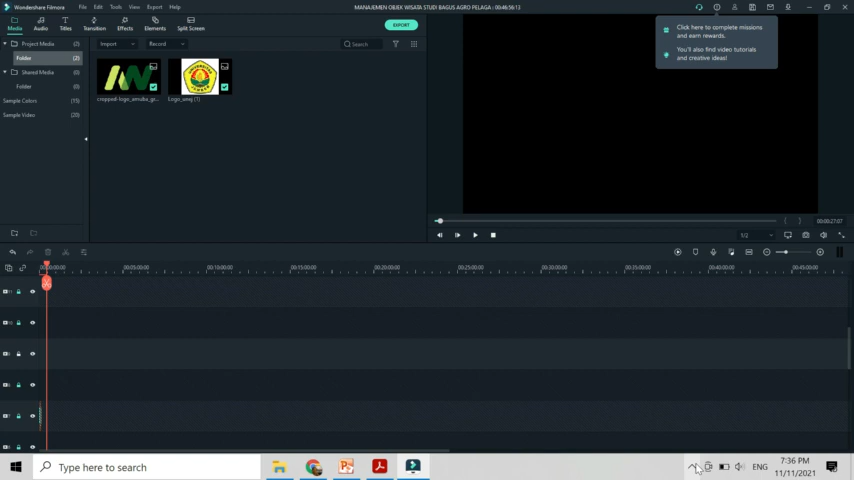 Wondershare Filmora File Edit Tools View Export Help MANAJEMEN OBJEK WISATA STUDI BAGUS AGRO PELAGA : 00:46:56:13
Media Audio Titles Transition Effects Elements Split Screen EXPORT
Click here to complete missions
and earn rewards.
You'll also find video tutorials
and creative ideas!
Project Media (2) Import Record Search
Folder (2)
Shared Media (0)
Folder (0)
Sample Colors (15)
Sample Video (20)
cropped-logo_amuba_gr... Logo_unej (1)
00:00:27:07
1/2
00:00:00:00 00:05:00:00 00:10:00:00 00:15:00:00 00:20:00:00 00:25:00:00 00:30:00:00 00:35:00:00 00:40:00:00 00:45:00:00
11
10
9
8
7
Type here to search
ENG
7:36 PM
11/11/2021